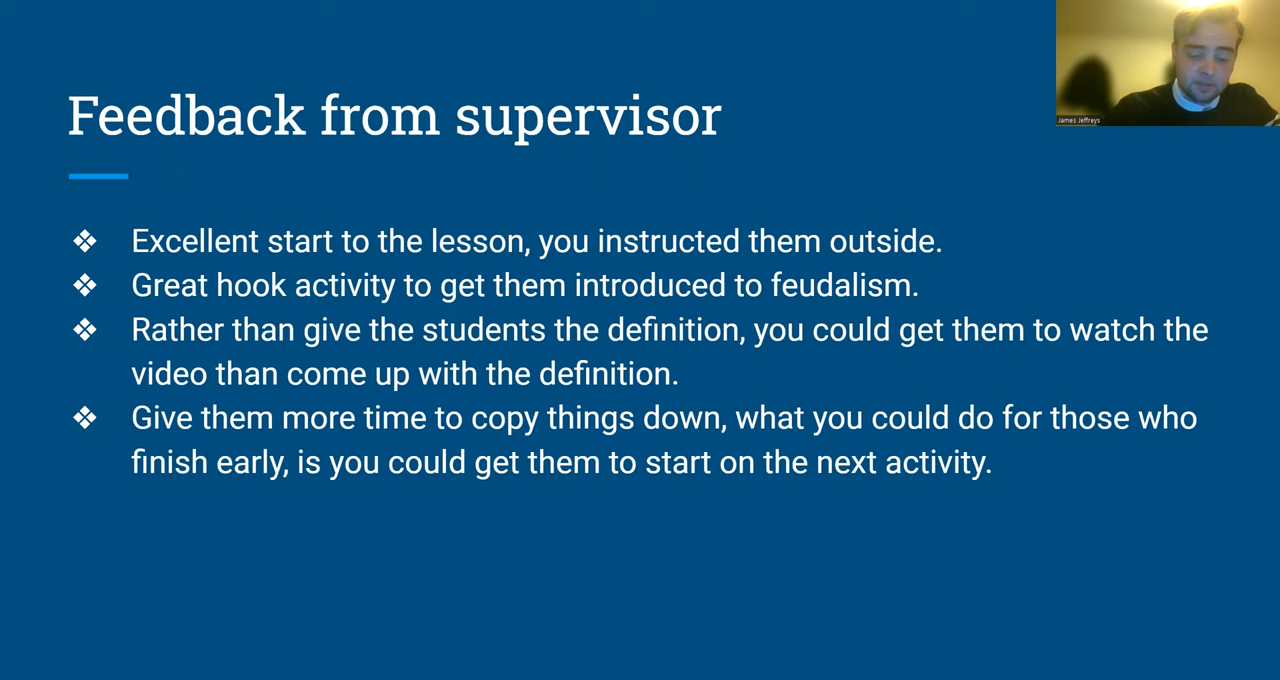 Feedback from supervisor
James Jeffreys
❖ Excellent start to the lesson, you instructed them outside.
❖ Great hook activity to get them introduced to feudalism.
❖ Rather than give the students the definition, you could get them to watch the
video than come up with the definition.
❖ Give them more time to copy things down, what you could do for those who
finish early, is you could get them to start on the next activity.